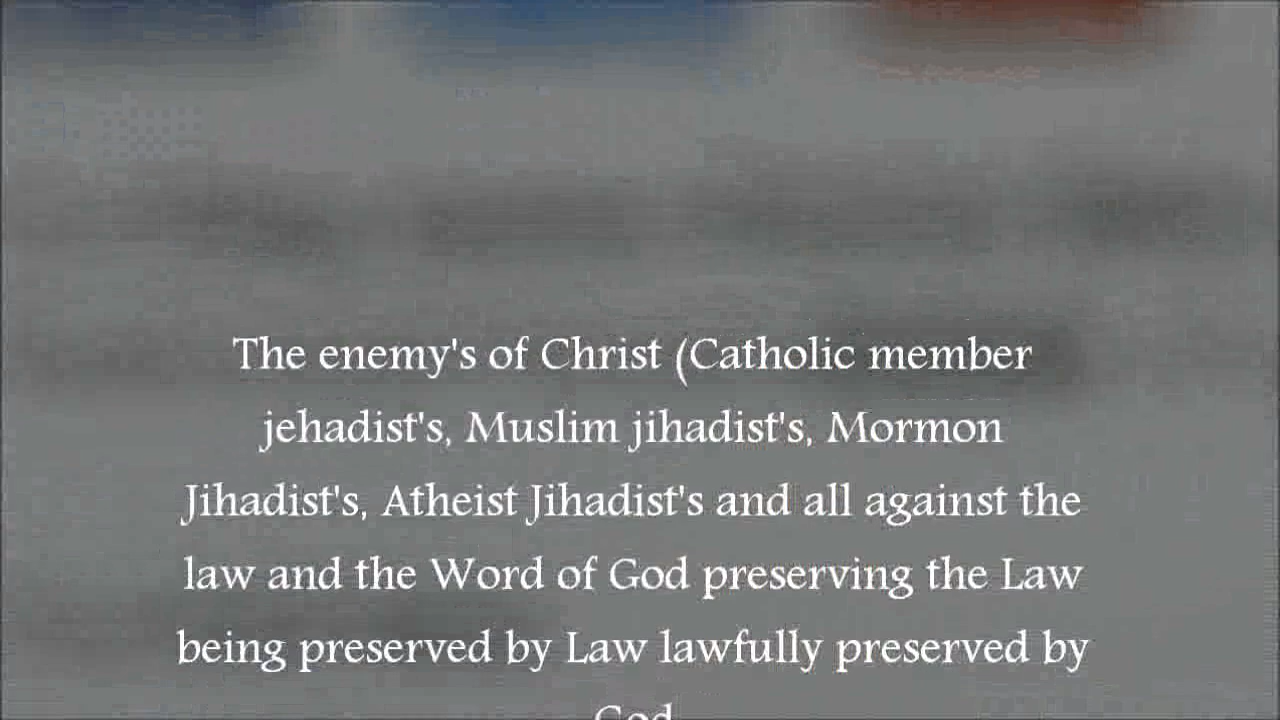 The enemy's of Christ (Catholic member
jehadist's, Muslim jihadist's, Mormon
Jihadist's, Atheist Jihadist's and all against the
law and the Word of God preserving the Law
being preserved by Law lawfully preserved by
God